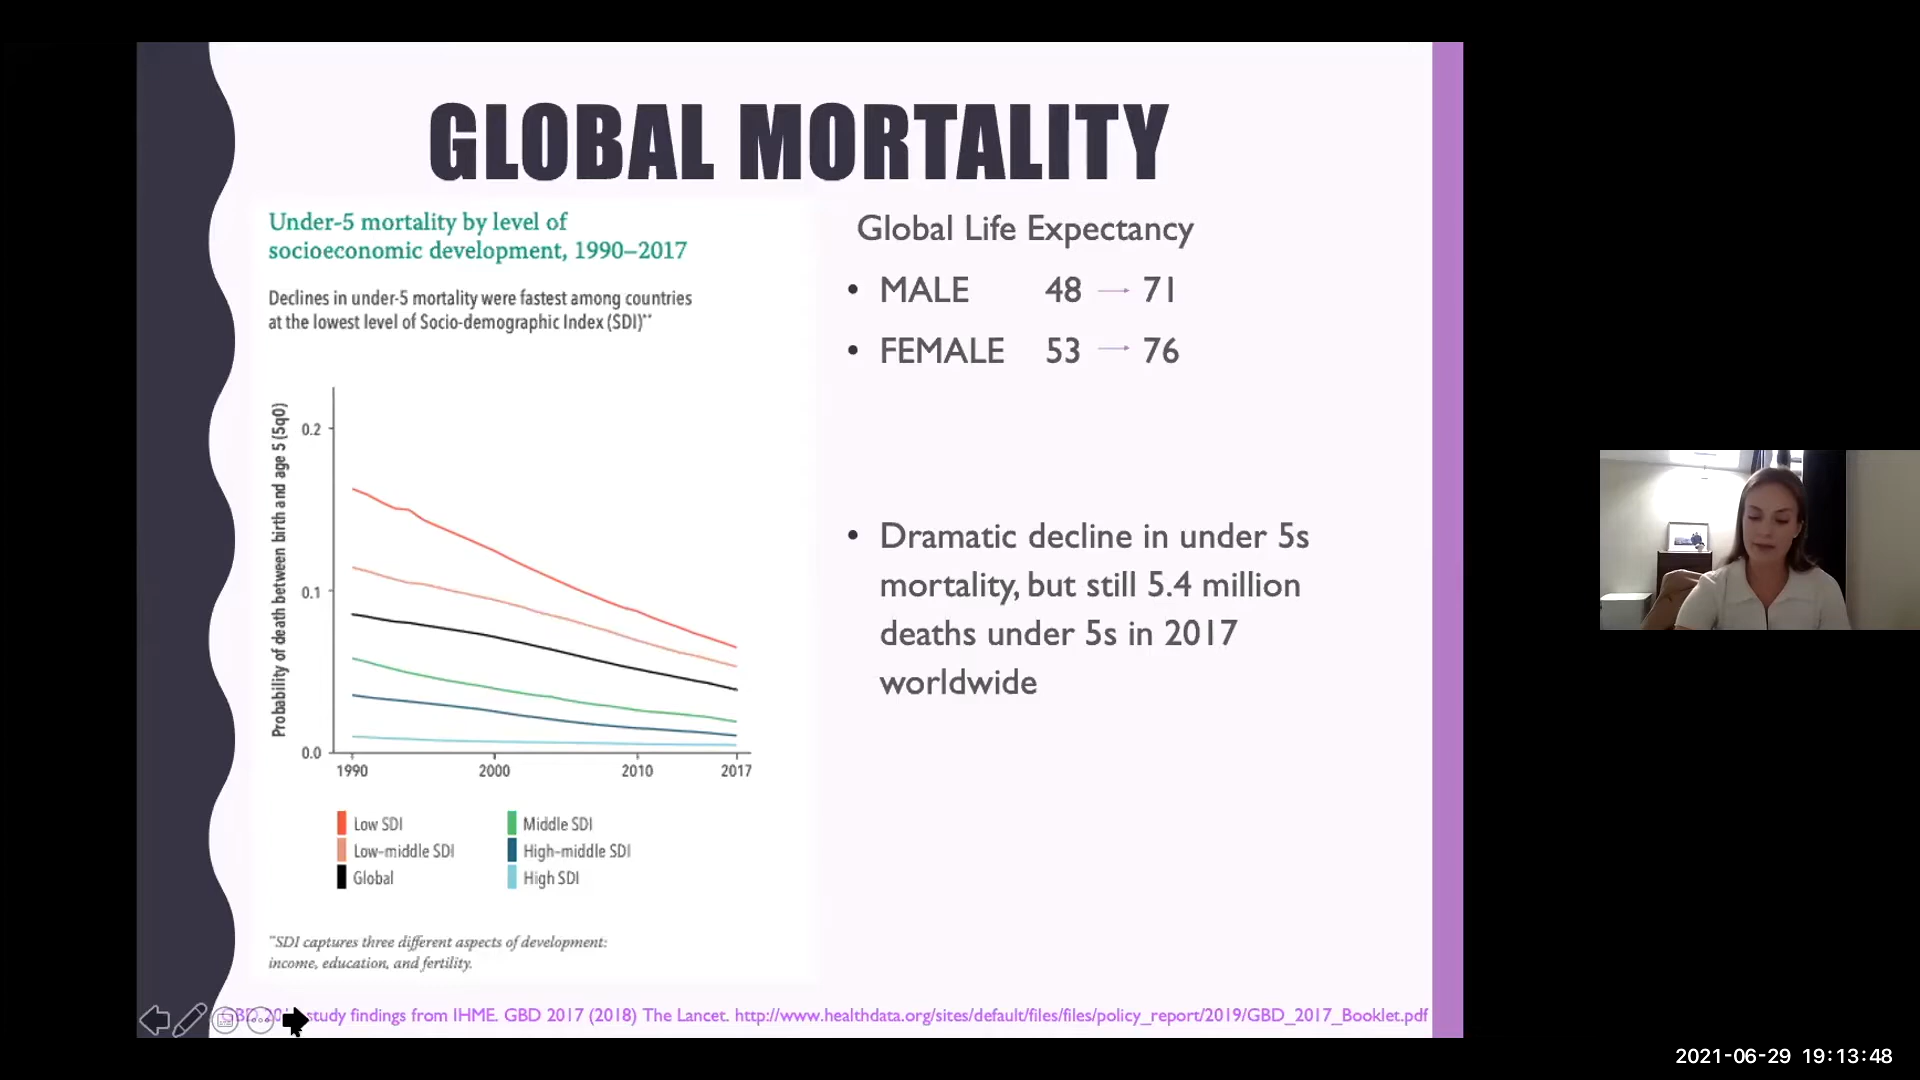 GLOBAL MORTALITY
Under-5 mortality by level of
socioeconomic development, 1990–2017
Declines in under-5 mortality were fastest among countries
at the lowest level of Socio-demographic Index (SDI)**
Probability of death between birth and age 5 (5q0)
0.2
0.1
0.0
1990 2000 2010 2017
Low SDI
Low–middle SDI
Global
Middle SDI
High–middle SDI
High SDI
**SDI captures three different aspects of development:
income, education, and fertility.
Global Life Expectancy
• MALE 48 → 71
• FEMALE 53 → 76
• Dramatic decline in under 5s
mortality, but still 5.4 million
deaths under 5s in 2017
worldwide
study findings from IHME. GBD 2017 (2018) The Lancet. http://www.healthdata.org/sites/default/files/files/policy_report/2019/GBD_2017_Booklet.pdf
2021-06-29 19:13:48